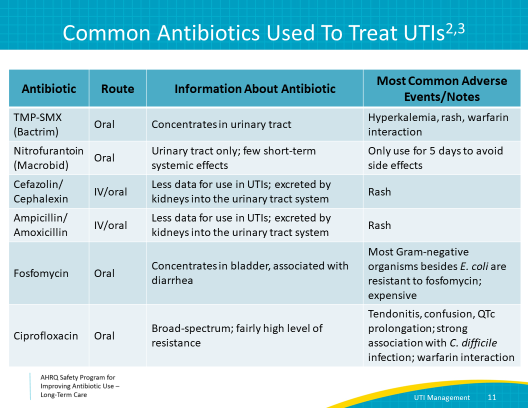 Common Antibiotics Used To Treat UTIs2,3
Antibiotic
Route
Information About Antibiotic
Most Common Adverse
Events/Notes
TMP-SMX
(Bactrim)
Oral
Concentrates in urinary tract
Hyperkalemia, rash, warfarin
interaction
Nitrofurantoin
(Macrobid)
Oral
Urinary tract only; few short-term
systemic effects
Only use for 5 days to avoid
side effects
Cefazolin/
Cephalexin
IV/oral
Less data for use in UTIs; excreted by
kidneys into the urinary tract system
Rash
Ampicillin/
Amoxicillin
IV/oral
Less data for use in UTIs; excreted by
kidneys into the urinary tract system
Rash
Fosfomycin
Oral
Concentrates in bladder, associated with
diarrhea
Most Gram-negative
organisms besides E. coli are
resistant to fosfomycin;
expensive
Ciprofloxacin
Oral
Broad-spectrum; fairly high level of
resistance
Tendonitis, confusion, QTc
prolongation; strong
association with C. difficile
infection; warfarin interaction
AHRQ Safety Program for
Improving Antibiotic Use –
Long-Term Care
UTI Management 11